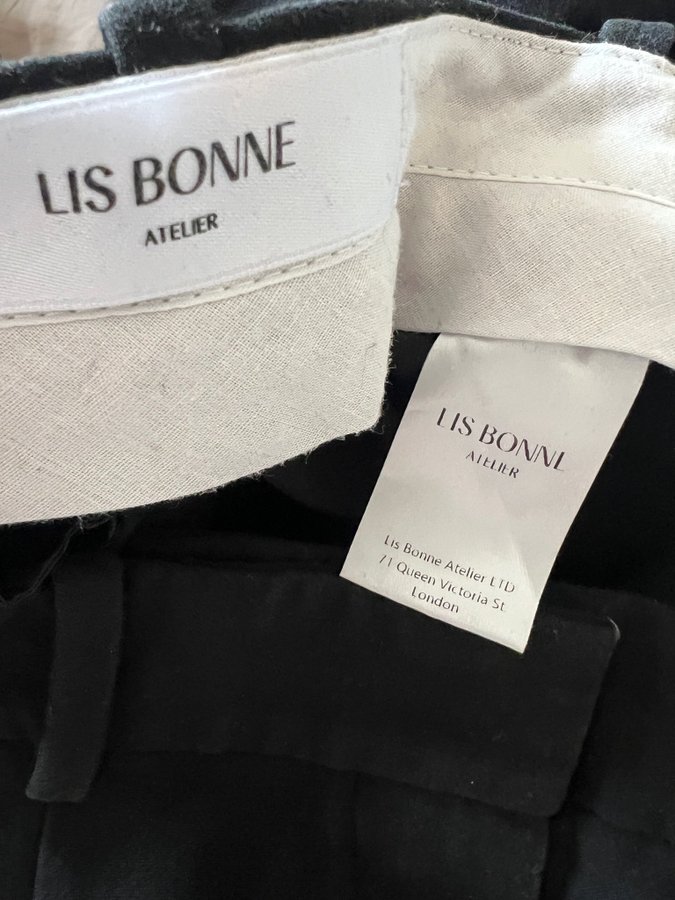 LIS BONNE
ATELIER
LIS BONNE
ATELIER
Lis Bonne Atelier LTD
71 Queen Victoria St
London